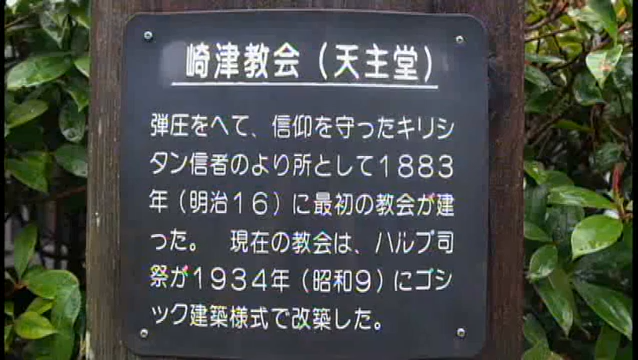 崎津教会（天主堂）
弾圧をへて、信仰を守ったキリシ
タン信者のより所として１８８３
年（明治１６）に最初の教会が建
った。　現在の教会は、ハルブ司
祭が１９３４年（昭和９）にゴシ
ック建築様式で改築した。